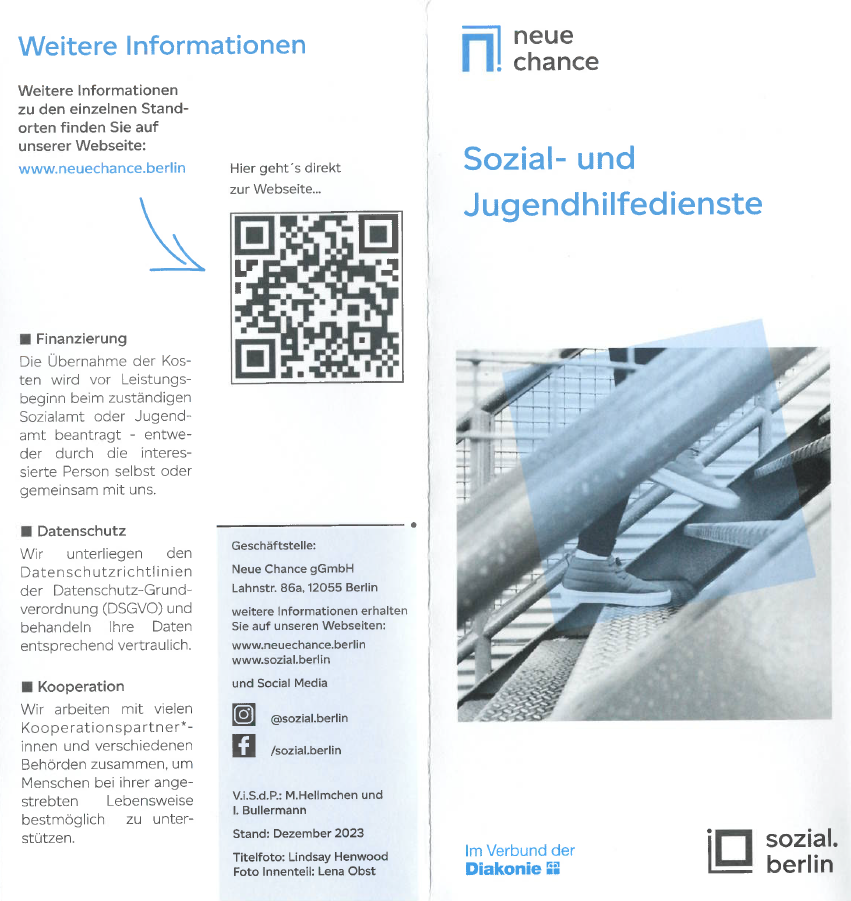 Weitere Informationen
Weitere Informationen
zu den einzelnen Stand-
orten finden Sie auf
unserer Webseite:
www.neuechance.berlin
Hier geht´s direkt
zur Webseite...
■ Finanzierung
Die Übernahme der Kos-
ten wird vor Leistungs-
beginn beim zuständigen
Sozialamt oder Jugend-
amt beantragt - entwe-
der durch die interes-
sierte Person selbst oder
gemeinsam mit uns.
■ Datenschutz
Wir unterliegen den
Datenschutzrichtlinien
der Datenschutz-Grund-
verordnung (DSGVO) und
behandeln Ihre Daten
entsprechend vertraulich.
■ Kooperation
Wir arbeiten mit vielen
Kooperationspartner*-
innen und verschiedenen
Behörden zusammen, um
Menschen bei ihrer ange-
strebten Lebensweise
bestmöglich zu unter-
stützen.
Geschäftstelle:
Neue Chance gGmbH
Lahnstr. 86a, 12055 Berlin
weitere Informationen erhalten
Sie auf unseren Webseiten:
www.neuechance.berlin
www.sozial.berlin
und Social Media
@sozial.berlin
/sozial.berlin
V.i.S.d.P.: M.Hellmchen und
I. Bullermann
Stand: Dezember 2023
Titelfoto: Lindsay Henwood
Foto Innenteil: Lena Obst
neue
chance
Sozial- und
Jugendhilfedienste
Im Verbund der
Diakonie
sozial.
berlin